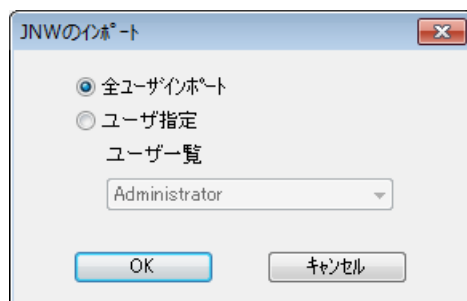 JNWのｲﾝﾎﾟｰﾄ
全ﾕｰｻﾞｲﾝﾎﾟｰﾄ
ユーザ指定
ユーザ一覧
Administrator
OK
ｷｬﾝｾﾙ